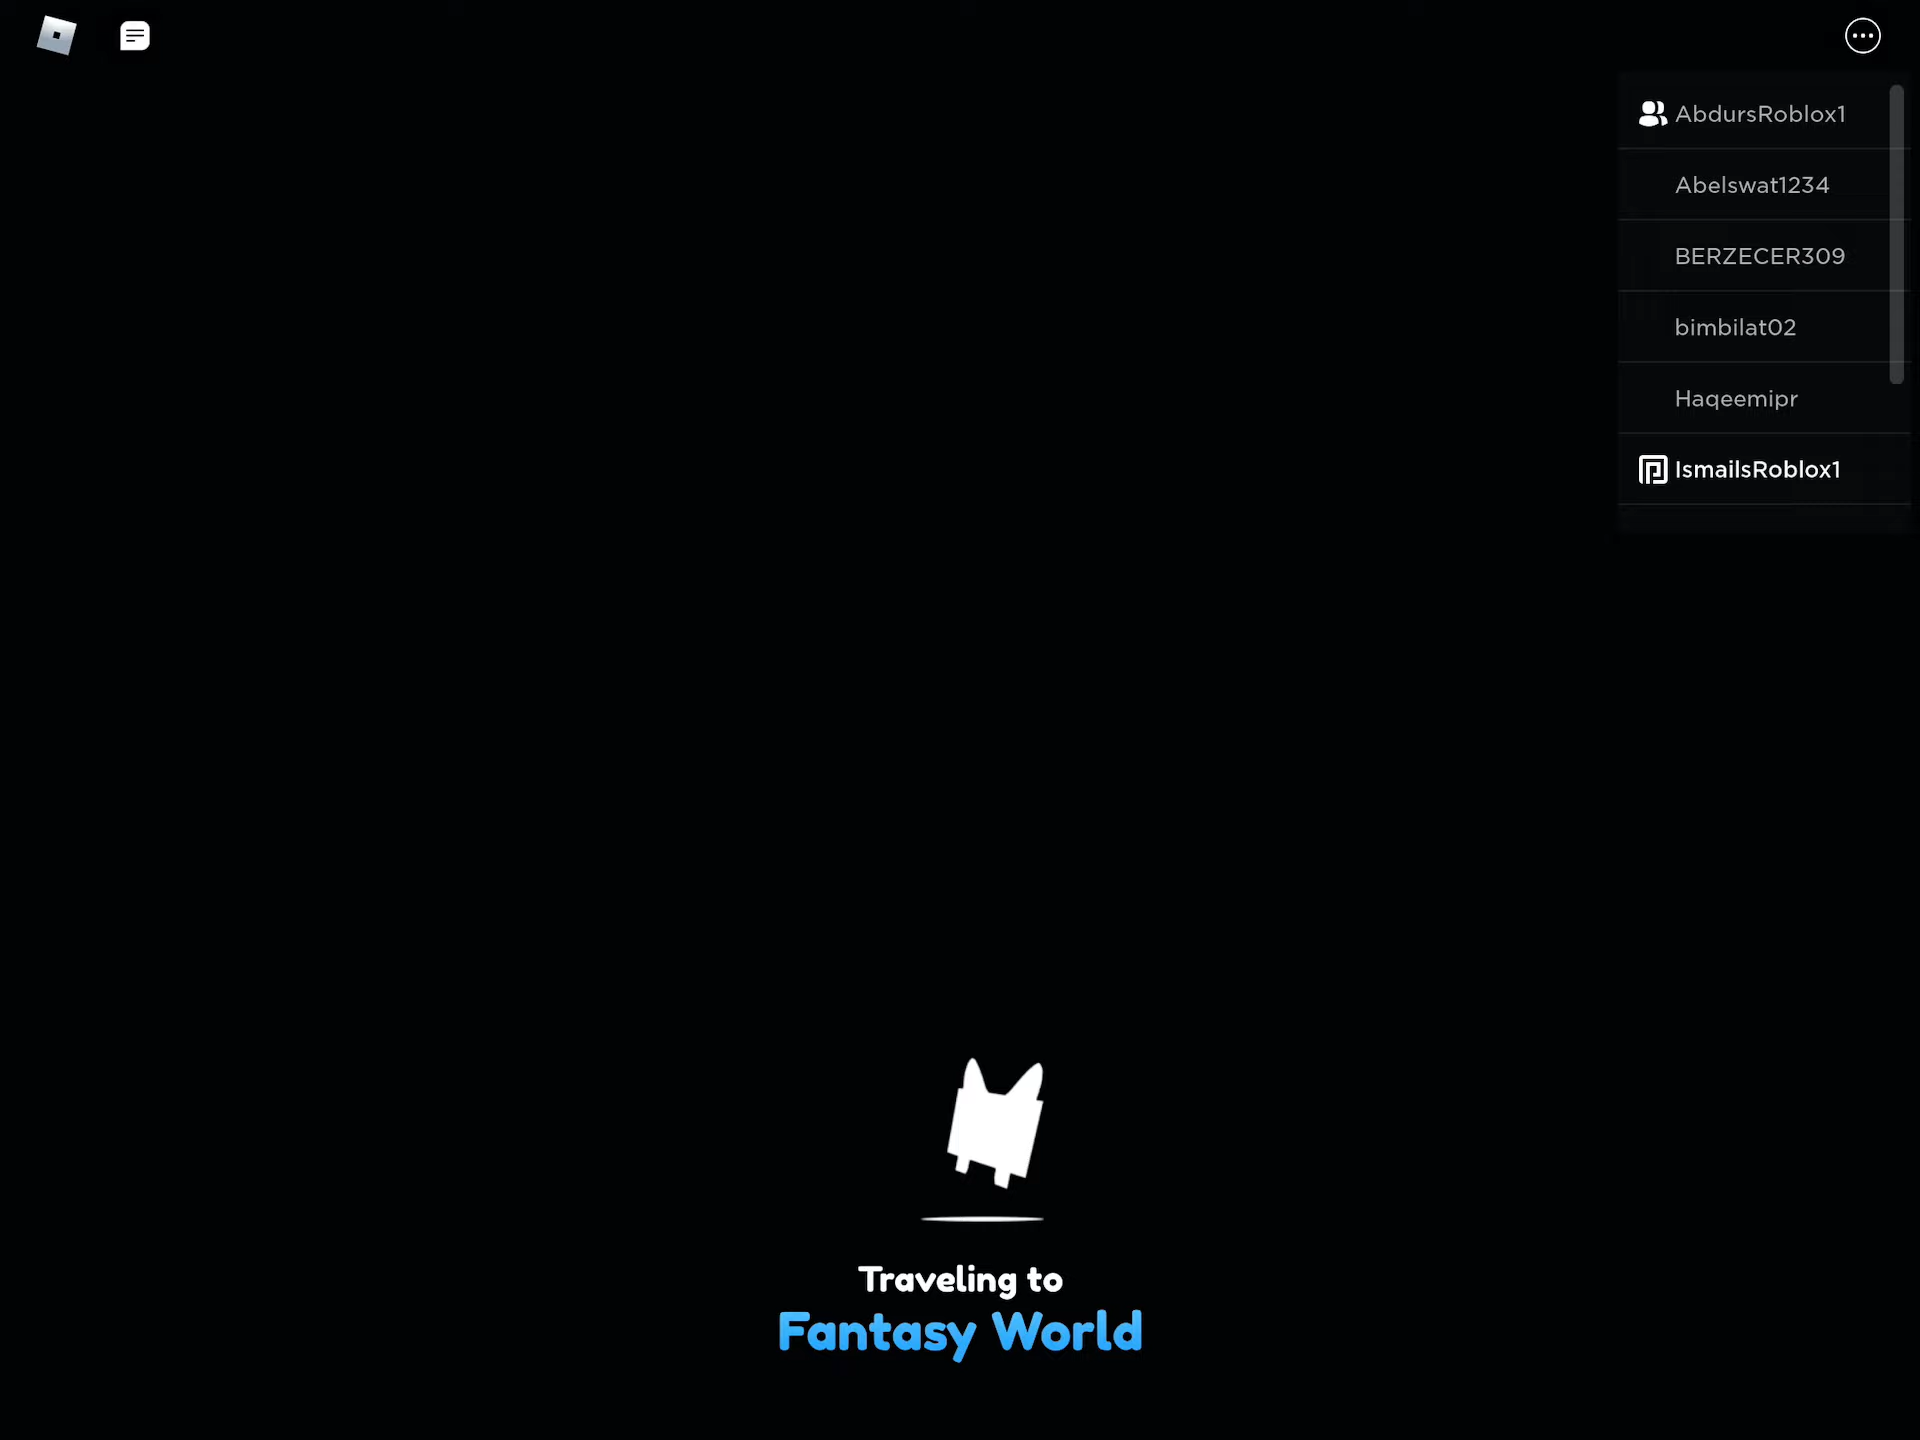 AbdursRoblox1
Abelswat1234
BERZECER309
bimbilat02
Haqeemipr
IsmailsRoblox1
Traveling to
Fantasy World